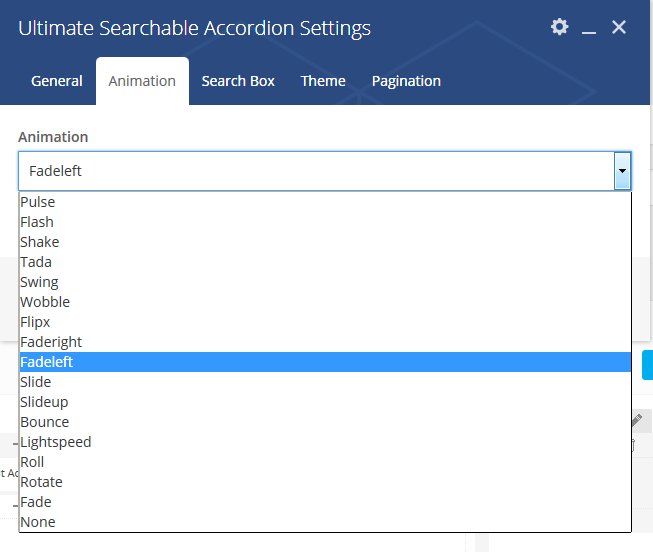 Ultimate Searchable Accordion Settings
General Animation Search Box Theme Pagination
Animation
Fadeleft
Pulse
Flash
Shake
Tada
Swing
Wobble
Flipx
Faderight
Fadeleft
Slide
Slideup
Bounce
Lightspeed
Roll
Rotate
Fade
None